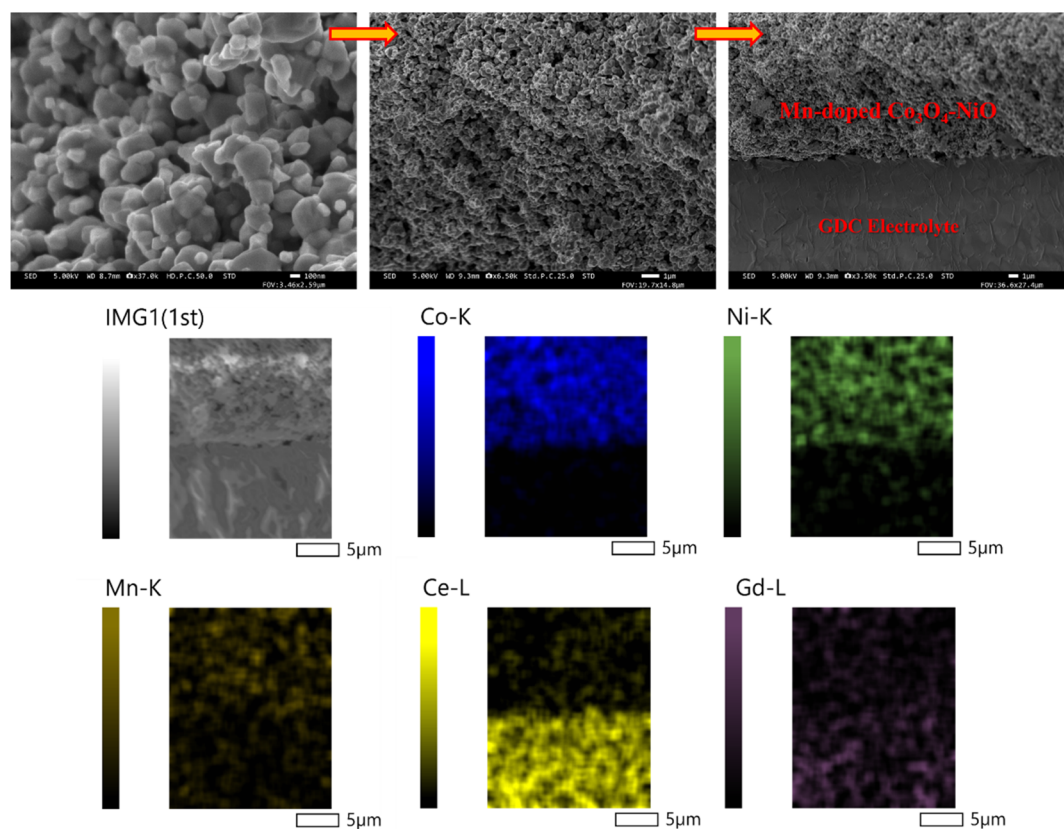 Mn-doped Co₃O₄-NiO
GDC Electrolyte
SED 5.00kV WD 8.7mm x37.0k HD.P.C.50.0 STD 100nm
FOV:3.46x2.59μm
SED 5.00kV WD 9.3mm x6.50k Std.P.C.25.0 STD 1μm
FOV:19.7x14.8μm
SED 5.00kV WD 9.3mm x3.50k Std.P.C.25.0 STD 1μm
FOV:36.6x27.4μm
IMG1(1st)
Co-K
Ni-K
5μm
5μm
5μm
Mn-K
Ce-L
Gd-L
5μm
5μm
5μm